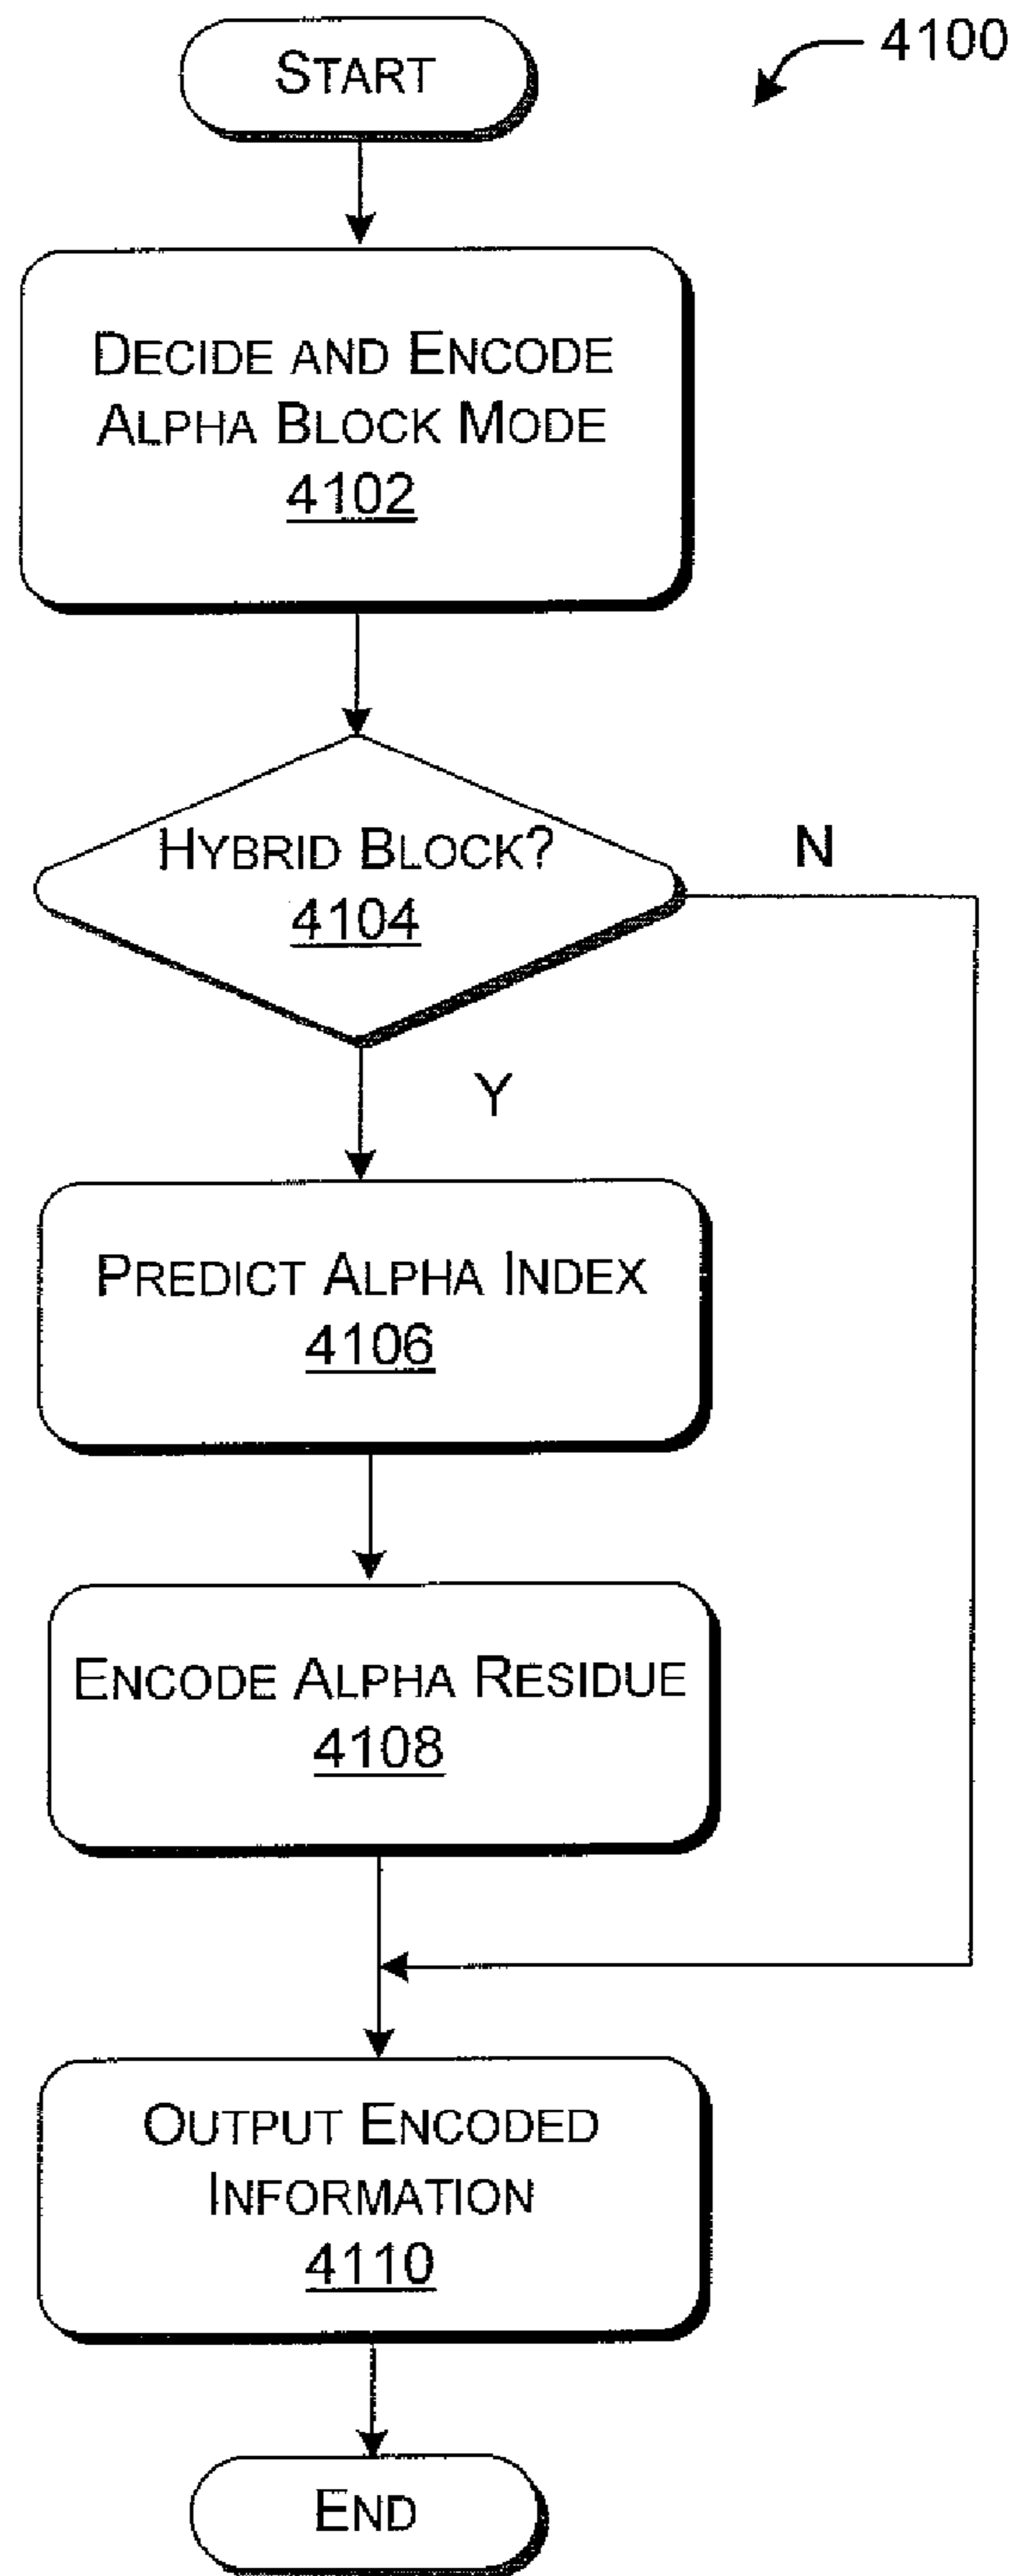 START
4100
DECIDE AND ENCODE
ALPHA BLOCK MODE
4102
HYBRID BLOCK?
4104
N
Y
PREDICT ALPHA INDEX
4106
ENCODE ALPHA RESIDUE
4108
OUTPUT ENCODED
INFORMATION
4110
END